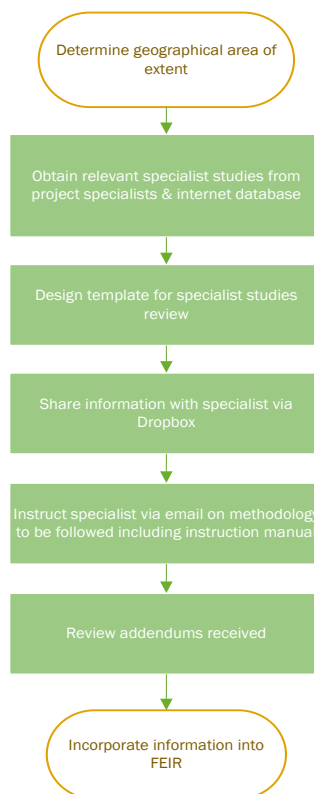 Determine geographical area of
extent
Obtain relevant specialist studies from
project specialists & internet database
Design template for specialist studies
review
Share information with specialist via
Dropbox
Instruct specialist via email on methodology
to be followed including instruction manual
Review addendums received
Incorporate information into
FEIR